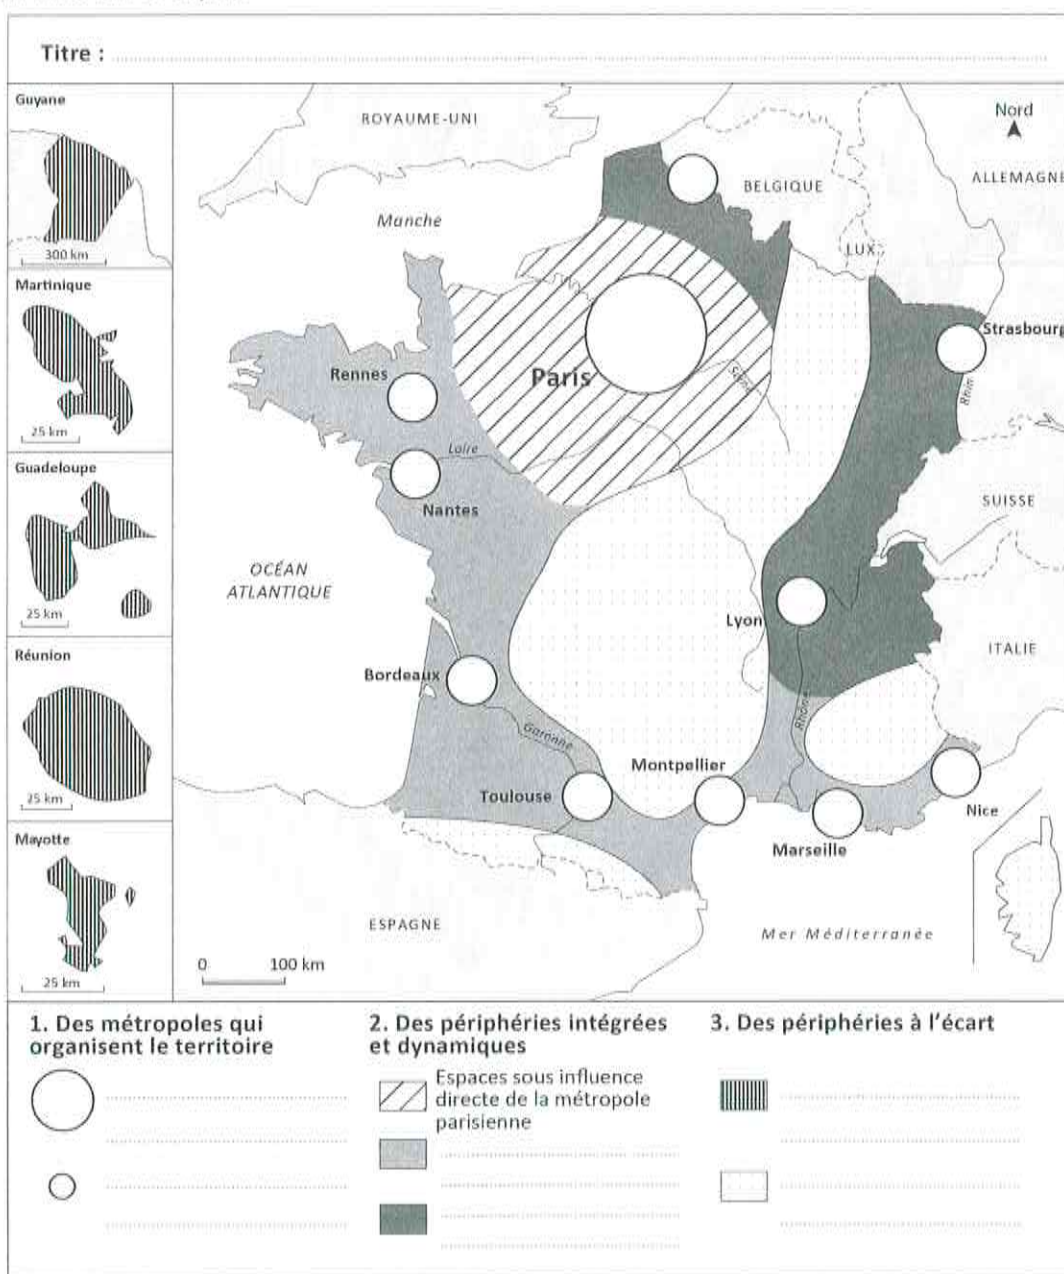 Titre :
Guyane
300 km
Martinique
25 km
Guadeloupe
25 km
Réunion
25 km
Mayotte
25 km
ROYAUME-UNI
Nord
ALLEMAGNE
BELGIQUE
Manche
LUX.
Strasbourg
Rennes
Paris
Seine
Rhin
Loire
Nantes
SUISSE
OCÉAN
ATLANTIQUE
Lyon
ITALIE
Bordeaux
Rhône
Garonne
Montpellier
Toulouse
Nice
Marseille
ESPAGNE
Mer Méditerranée
0 100 km
1. Des métropoles qui
organisent le territoire
2. Des périphéries intégrées
et dynamiques
Espaces sous influence
directe de la métropole
parisienne
3. Des périphéries à l'écart